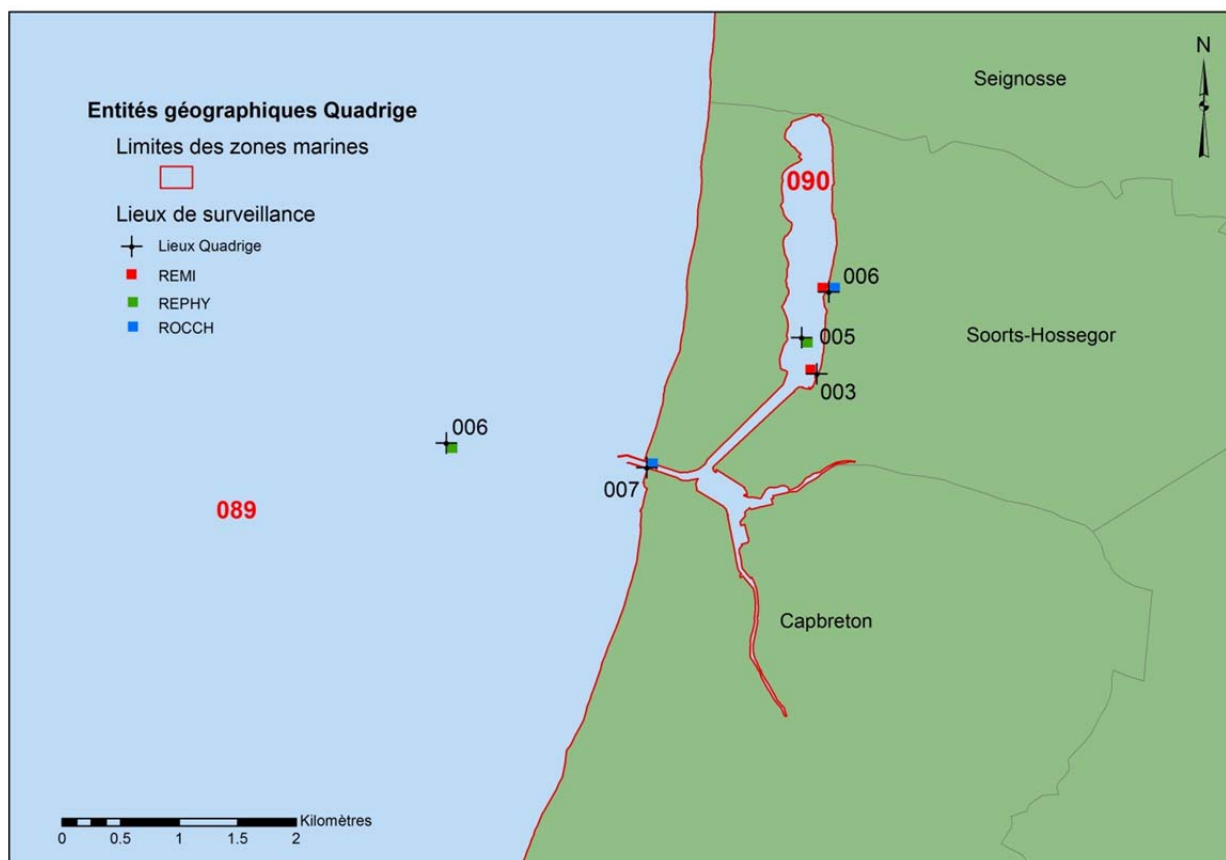 Entités géographiques Quadrige
Limites des zones marines
Lieux de surveillance
Lieux Quadrige
REMI
REPHY
ROCCH
N
Seignosse
090
006
005
003
Soorts-Hossegor
006
007
089
Capbreton
Kilomètres
0 0.5 1 1.5 2